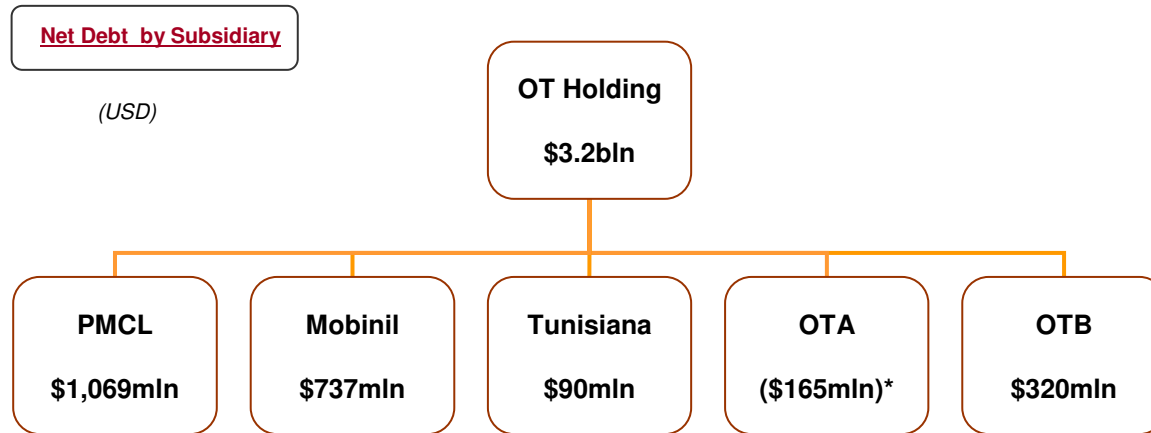 Net Debt by Subsidiary
(USD)
OT Holding
$3.2bln
PMCL
$1,069mln
Mobinil
$737mln
Tunisiana
$90mln
OTA
($165mln)*
OTB
$320mln